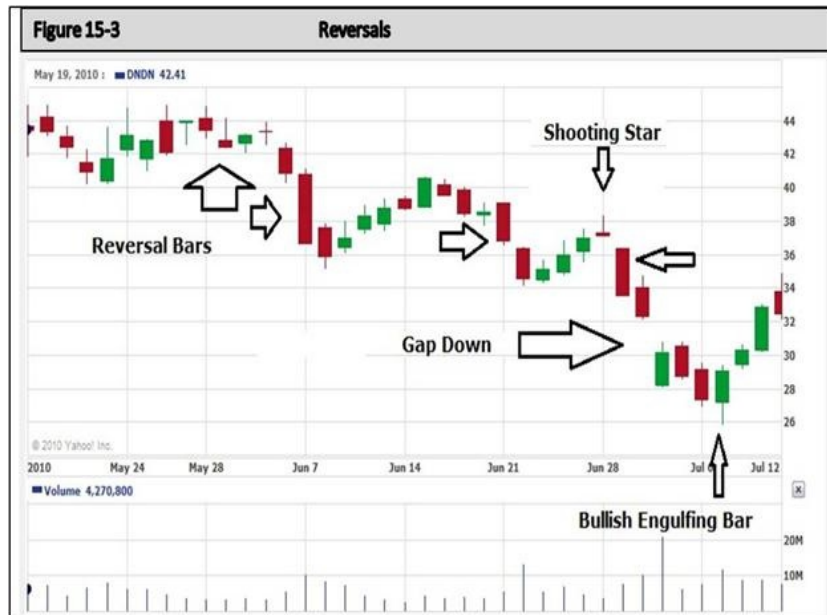 Figure 15-3 Reversals
May 19, 2010 : DNDN 42.41
44
Shooting Star
42
40
38
Reversal Bars
36
34
Gap Down
32
30
28
26
© 2010 Yahoo! Inc.
2010 May 24 May 28 Jun 7 Jun 14 Jun 21 Jun 28 Jul Jul 12
Volume 4,270,800 X
Bullish Engulfing Bar
20M
10M